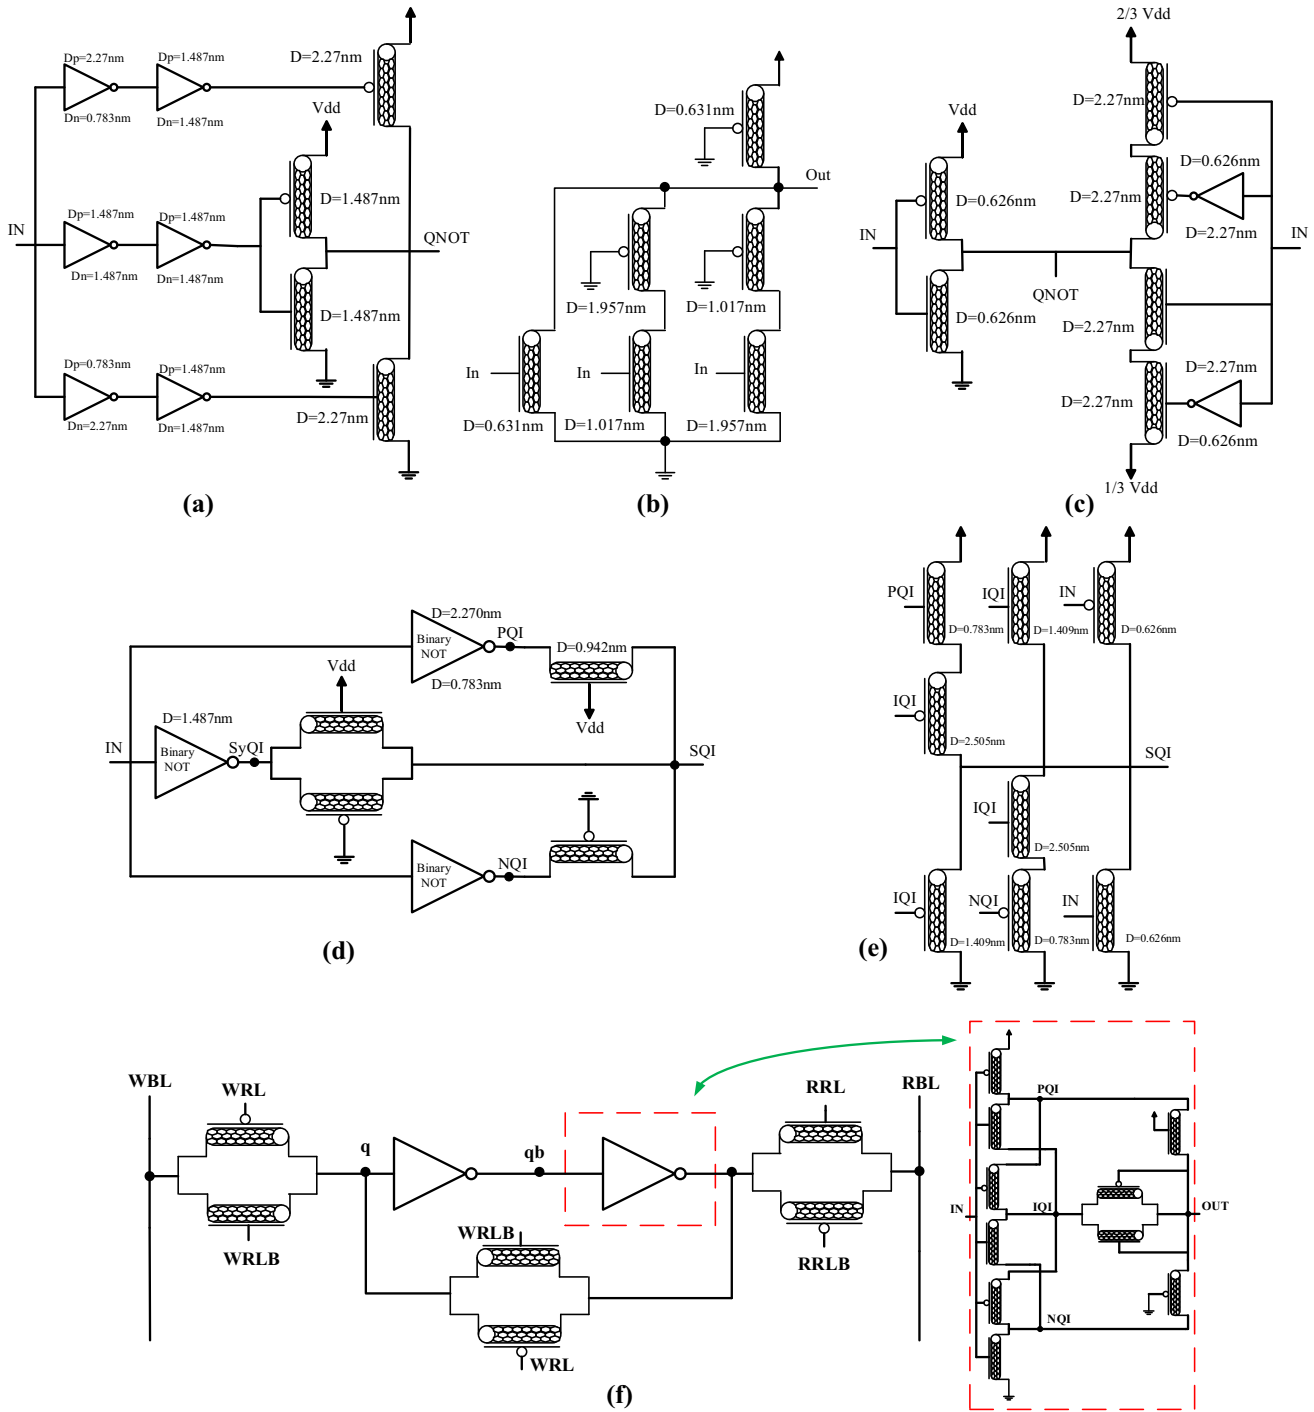 Dp=2.27nm
Dp=1.487nm
D=2.27nm
Dn=0.783nm
Dn=1.487nm
Vdd
Dp=1.487nm
Dp=1.487nm
D=1.487nm
IN
QNOT
Dn=1.487nm
Dn=1.487nm
D=1.487nm
Dp=0.783nm
Dp=1.487nm
D=2.27nm
Dn=2.27nm
Dn=1.487nm
(a)
D=0.631nm
Out
D=1.957nm
D=1.017nm
In
In
In
D=0.631nm
D=1.017nm
D=1.957nm
(b)
2/3 Vdd
D=2.27nm
Vdd
D=0.626nm
D=0.626nm
D=2.27nm
D=2.27nm
IN
IN
QNOT
D=0.626nm
D=2.27nm
D=2.27nm
D=2.27nm
D=0.626nm
1/3 Vdd
(c)
D=2.270nm
Binary
NOT
PQI
D=0.942nm
D=0.783nm
Vdd
Vdd
D=1.487nm
IN
Binary
NOT
SyQI
SQI
Binary
NOT
NQI
(d)
PQI
IQI
IN
D=0.783nm
D=1.409nm
D=0.626nm
IQI
D=2.505nm
SQI
IQI
D=2.505nm
IQI
NQI
IN
D=1.409nm
D=0.783nm
D=0.626nm
(e)
WBL
WRL
RRL
RBL
q
qb
WRLB
WRLB
RRLB
WRL
PQI
IN
IQI
OUT
NQI
(f)